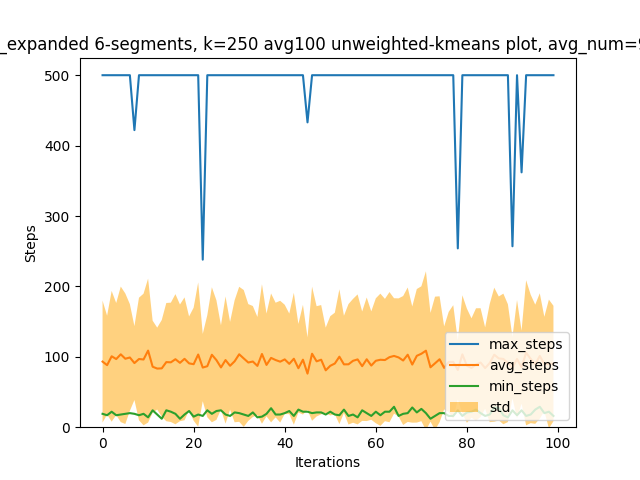 _expanded 6-segments, k=250 avg100 unweighted-kmeans plot, avg_num=9
500
400
300
200
100
0
Steps
0 20 40 60 80 100
Iterations
max_steps
avg_steps
min_steps
std